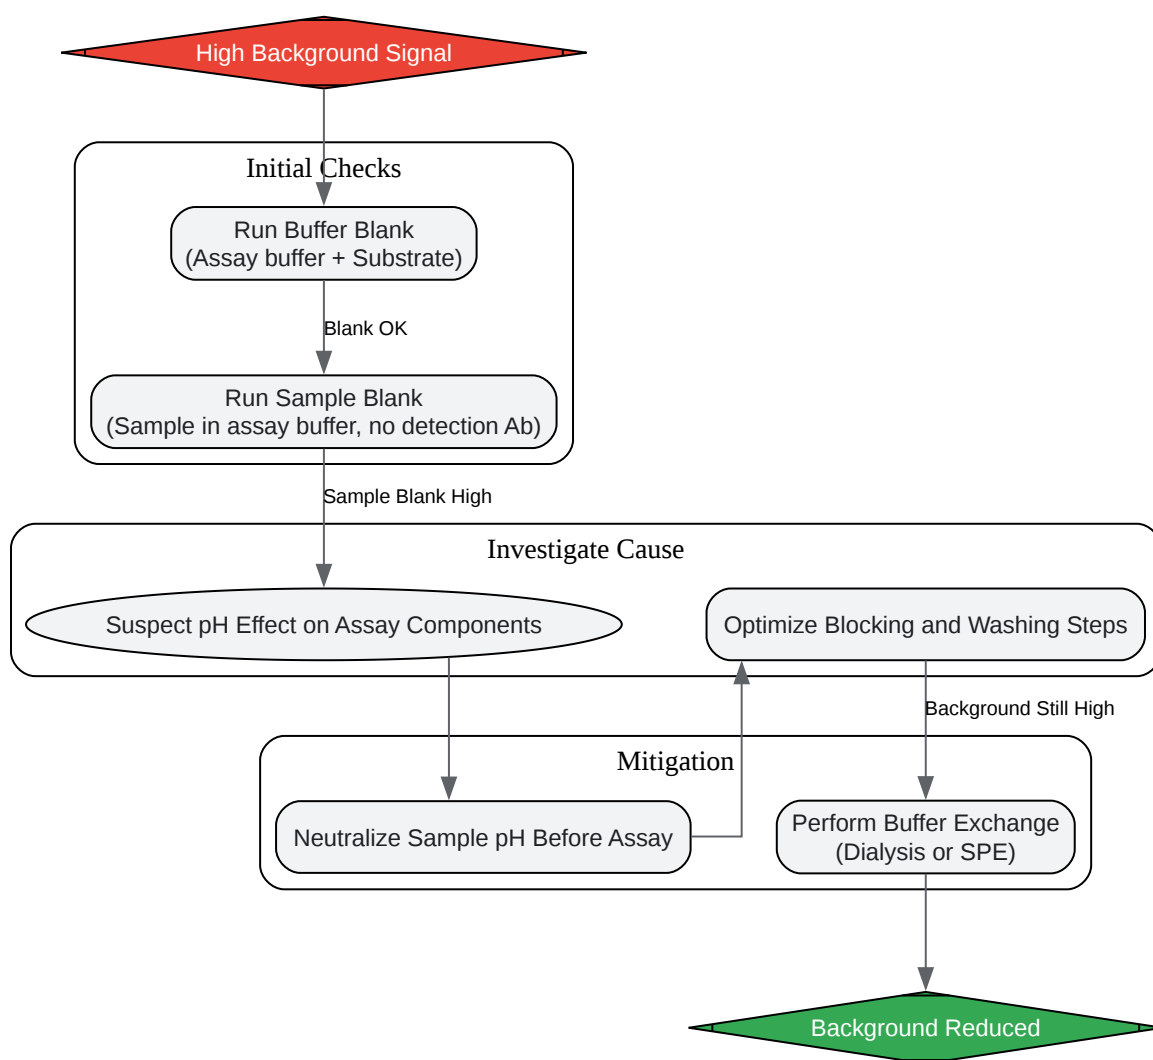 High Background Signal
Initial Checks
Run Buffer Blank
(Assay buffer + Substrate)
Blank OK
Run Sample Blank
(Sample in assay buffer, no detection Ab)
Sample Blank High
Investigate Cause
Suspect pH Effect on Assay Components
Optimize Blocking and Washing Steps
Background Still High
Mitigation
Neutralize Sample pH Before Assay
Perform Buffer Exchange
(Dialysis or SPE)
Background Reduced